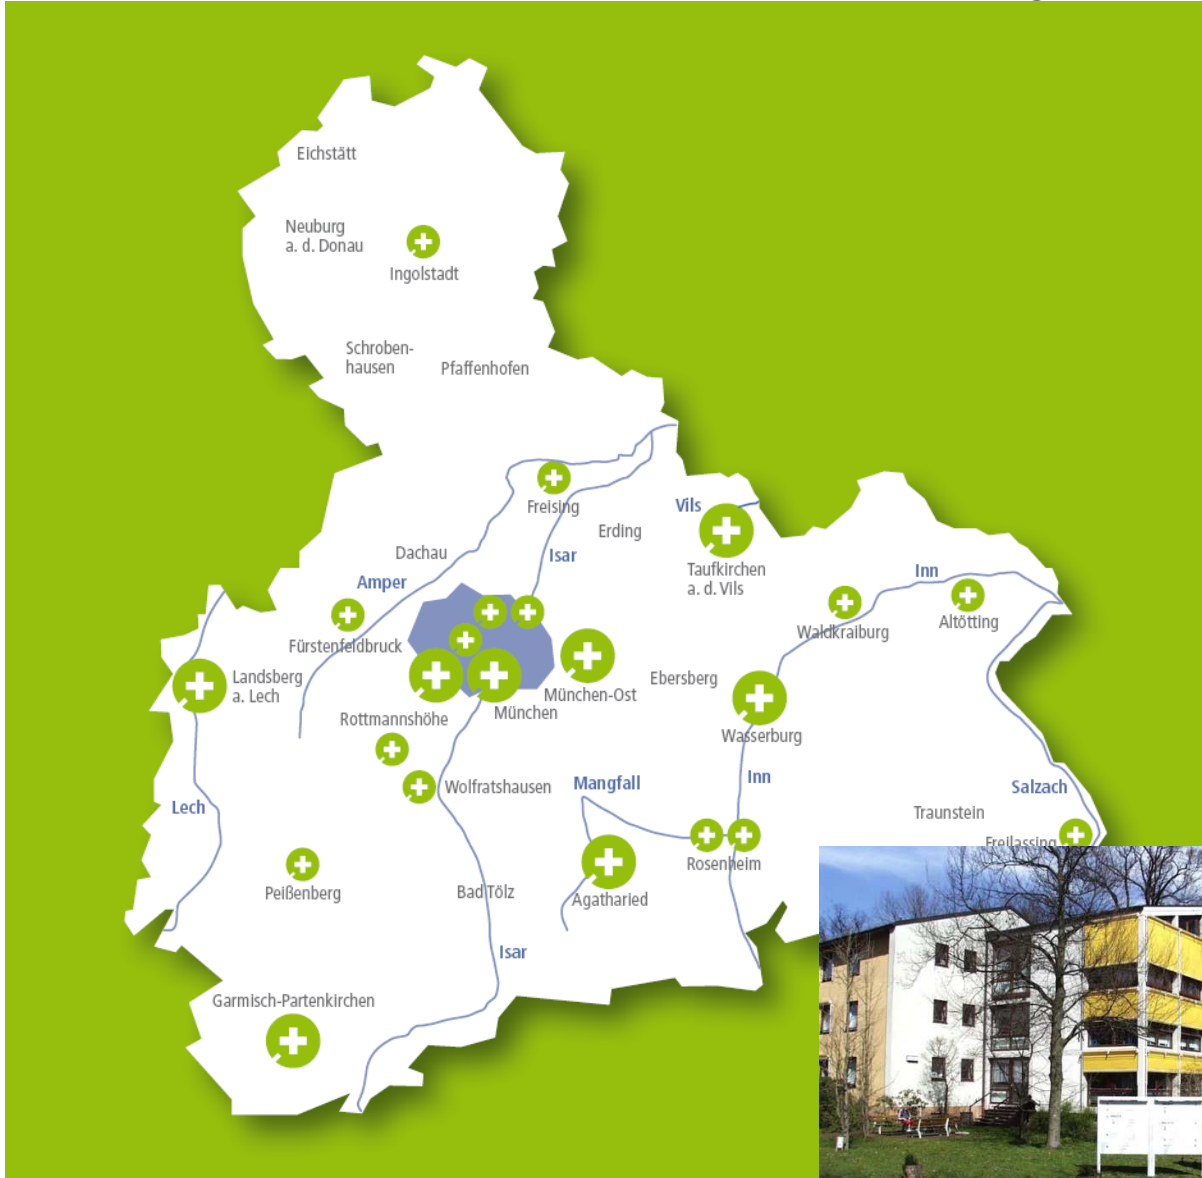 Eichstätt
Neuburg
a. d. Donau
Ingolstadt
Schroben-
hausen
Pfaffenhofen
Freising
Vils
Erding
Isar
Taufkirchen
a. d. Vils
Dachau
Amper
Inn
Fürstenfeldbruck
Waldkraiburg
Altötting
Landsberg
a. Lech
Ebersberg
München-Ost
Rottmannshöhe
München
Wasserburg
Wolfratshausen
Mangfall
Inn
Salzach
Lech
Traunstein
Freilassing
Rosenheim
Peißenberg
Bad Tölz
Agatharied
Isar
Garmisch-Partenkirchen